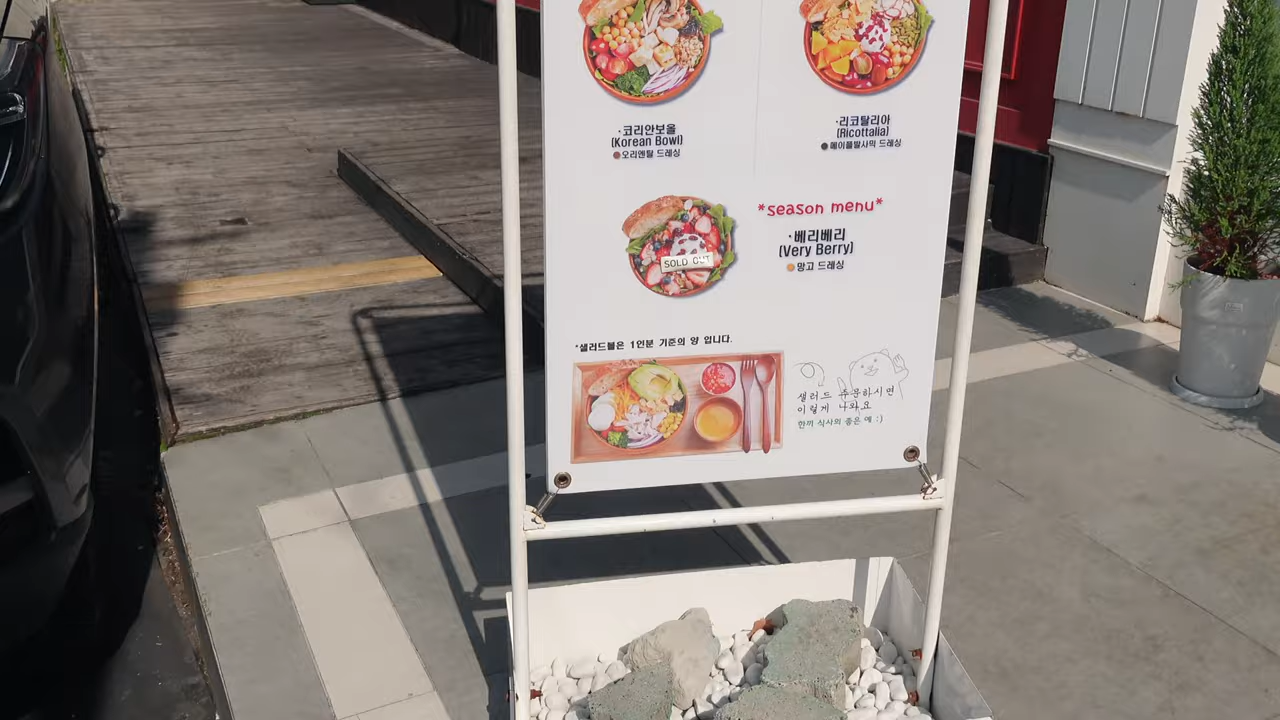 ·코리안보울
(Korean Bowl)
오리엔탈 드레싱
·리코탈리아
(Ricottalia)
메이플발사믹 드레싱
*season menu*
·베리베리
(Very Berry)
망고 드레싱
SOLD OUT
*샐러드볼은 1인분 기준의 양 입니다.
샐러드 주문하시면
이렇게 나와요
한끼 식사의 좋은 예 :)